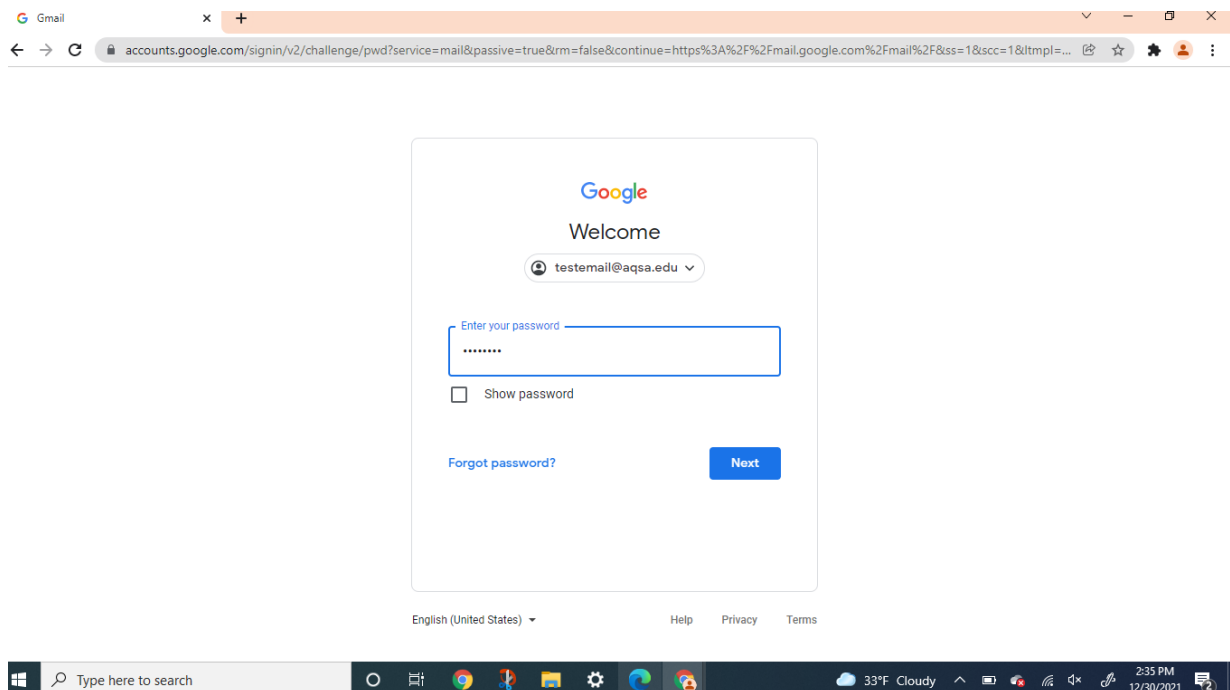 Gmail
accounts.google.com/signin/v2/challenge/pwd?service=mail&passive=true&rm=false&continue=https%3A%2F%2Fmail.google.com%2Fmail%2F&ss=1&scc=1&ltmpl=...
Google
Welcome
testemail@aqsa.edu
Enter your password
••••••••
Show password
Forgot password? Next
English (United States) Help Privacy Terms
Type here to search 33°F Cloudy 2:35 PM
12/30/2021 2